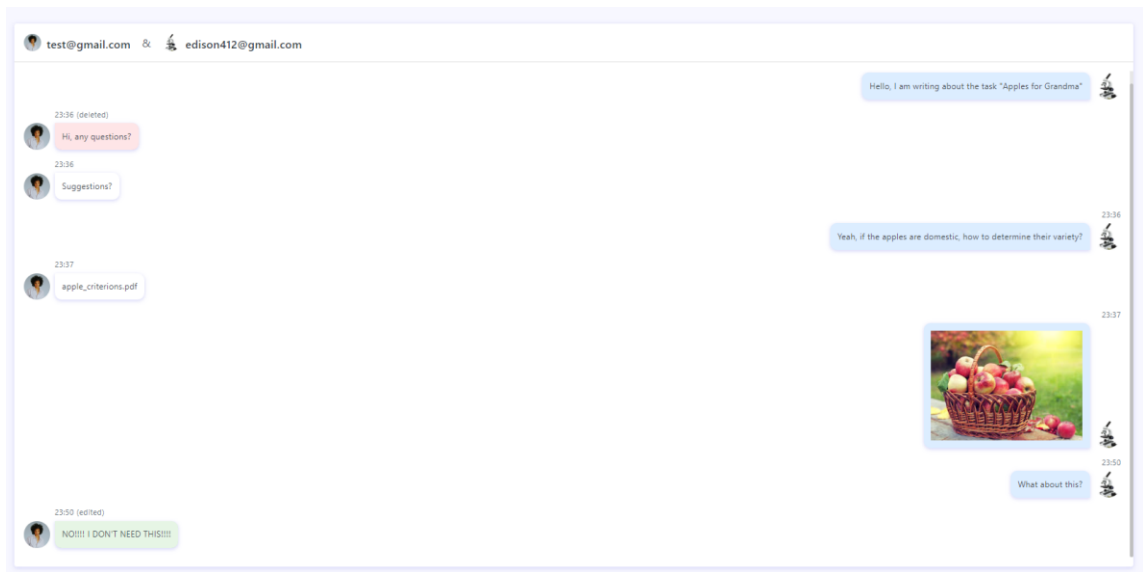 test@gmail.com & edison412@gmail.com
Hello, I am writing about the task "Apples for Grandma"
23:36 (deleted)
Hi, any questions?
23:36
Suggestions?
23:36
Yeah, if the apples are domestic, how to determine their variety?
23:37
apple_criterions.pdf
23:37
23:50
What about this?
23:50 (edited)
NO!!!! I DON'T NEED THIS!!!!